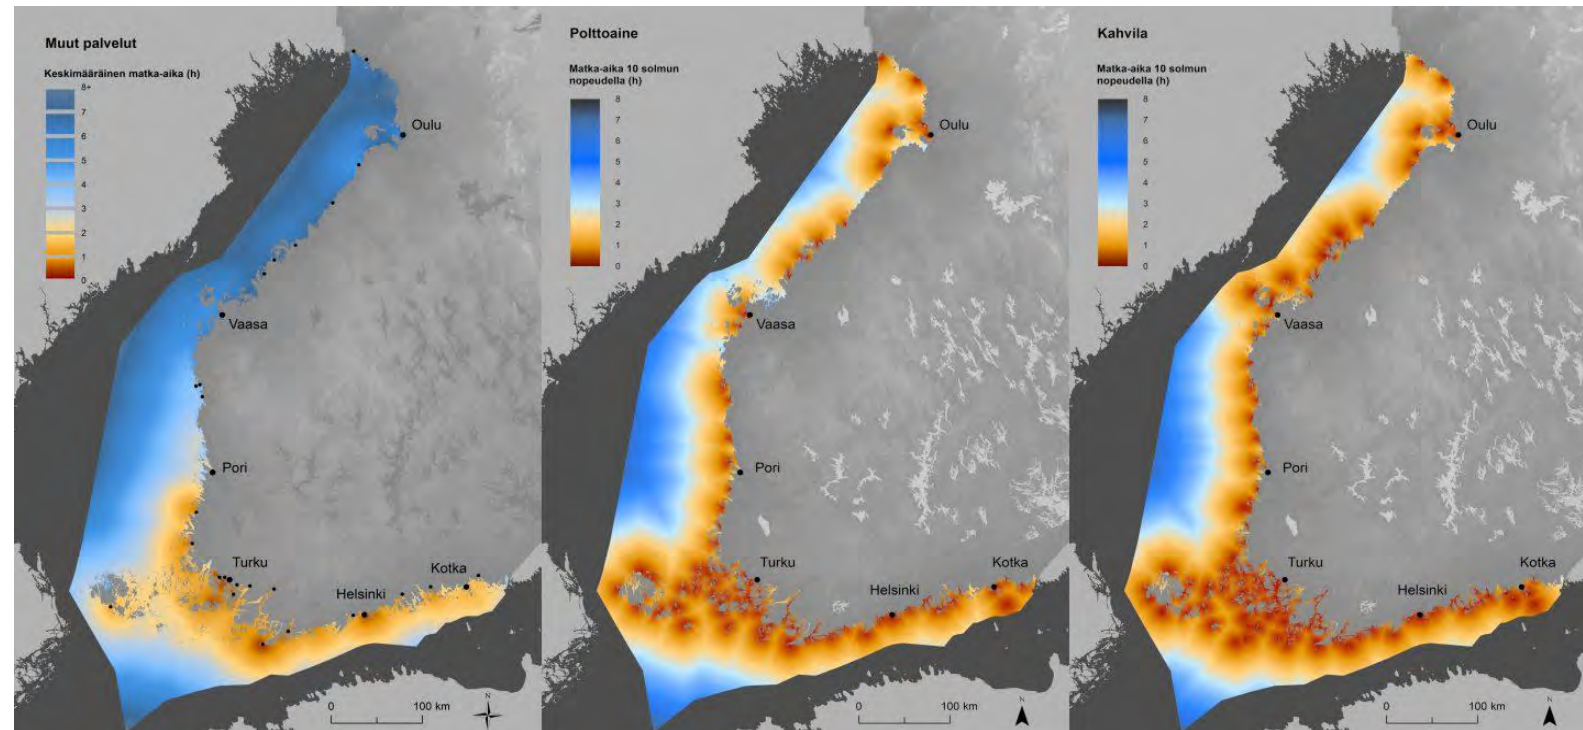 Muut palvelut
Keskimääräinen matka-aika (h)
8+
7
6
5
4
3
2
1
0
Oulu
Vaasa
Pori
Turku
Kotka
Helsinki
N
0 100 km
Polttoaine
Matka-aika 10 solmun
nopeudella (h)
8
7
6
5
4
3
2
1
0
Oulu
Vaasa
Pori
Turku
Kotka
Helsinki
N
0 100 km
Kahvila
Matka-aika 10 solmun
nopeudella (h)
8
7
6
5
4
3
2
1
0
Oulu
Vaasa
Pori
Turku
Kotka
Helsinki
N
0 100 km